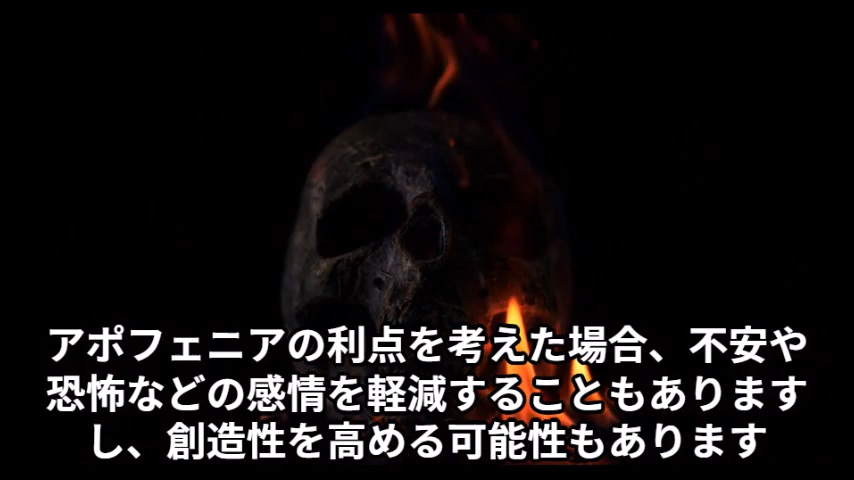 アポフェニアの利点を考えた場合、不安や
恐怖などの感情を軽減することもあります
し、創造性を高める可能性もあります